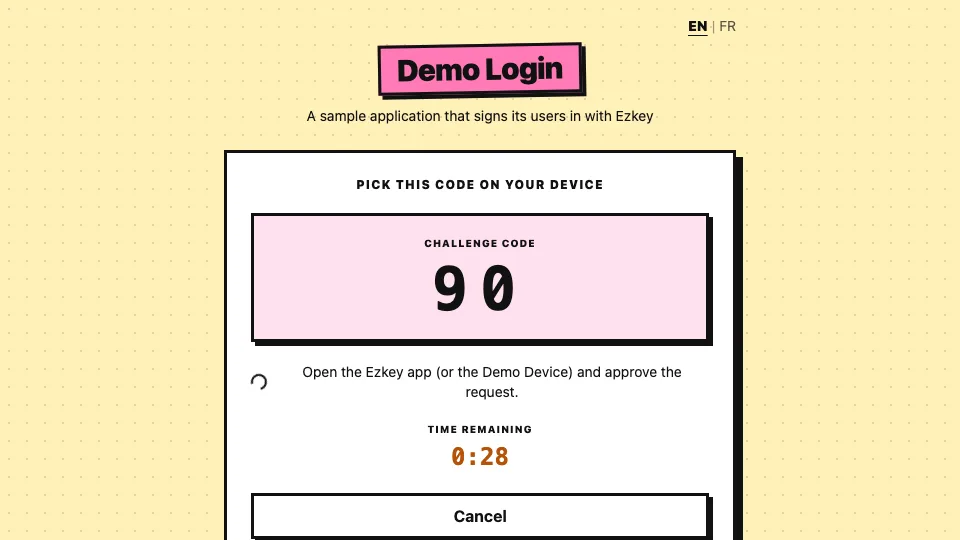 EN | FR
Demo Login
A sample application that signs its users in with Ezkey
PICK THIS CODE ON YOUR DEVICE
CHALLENGE CODE
90
Open the Ezkey app (or the Demo Device) and approve the
request.
TIME REMAINING
0:28
Cancel